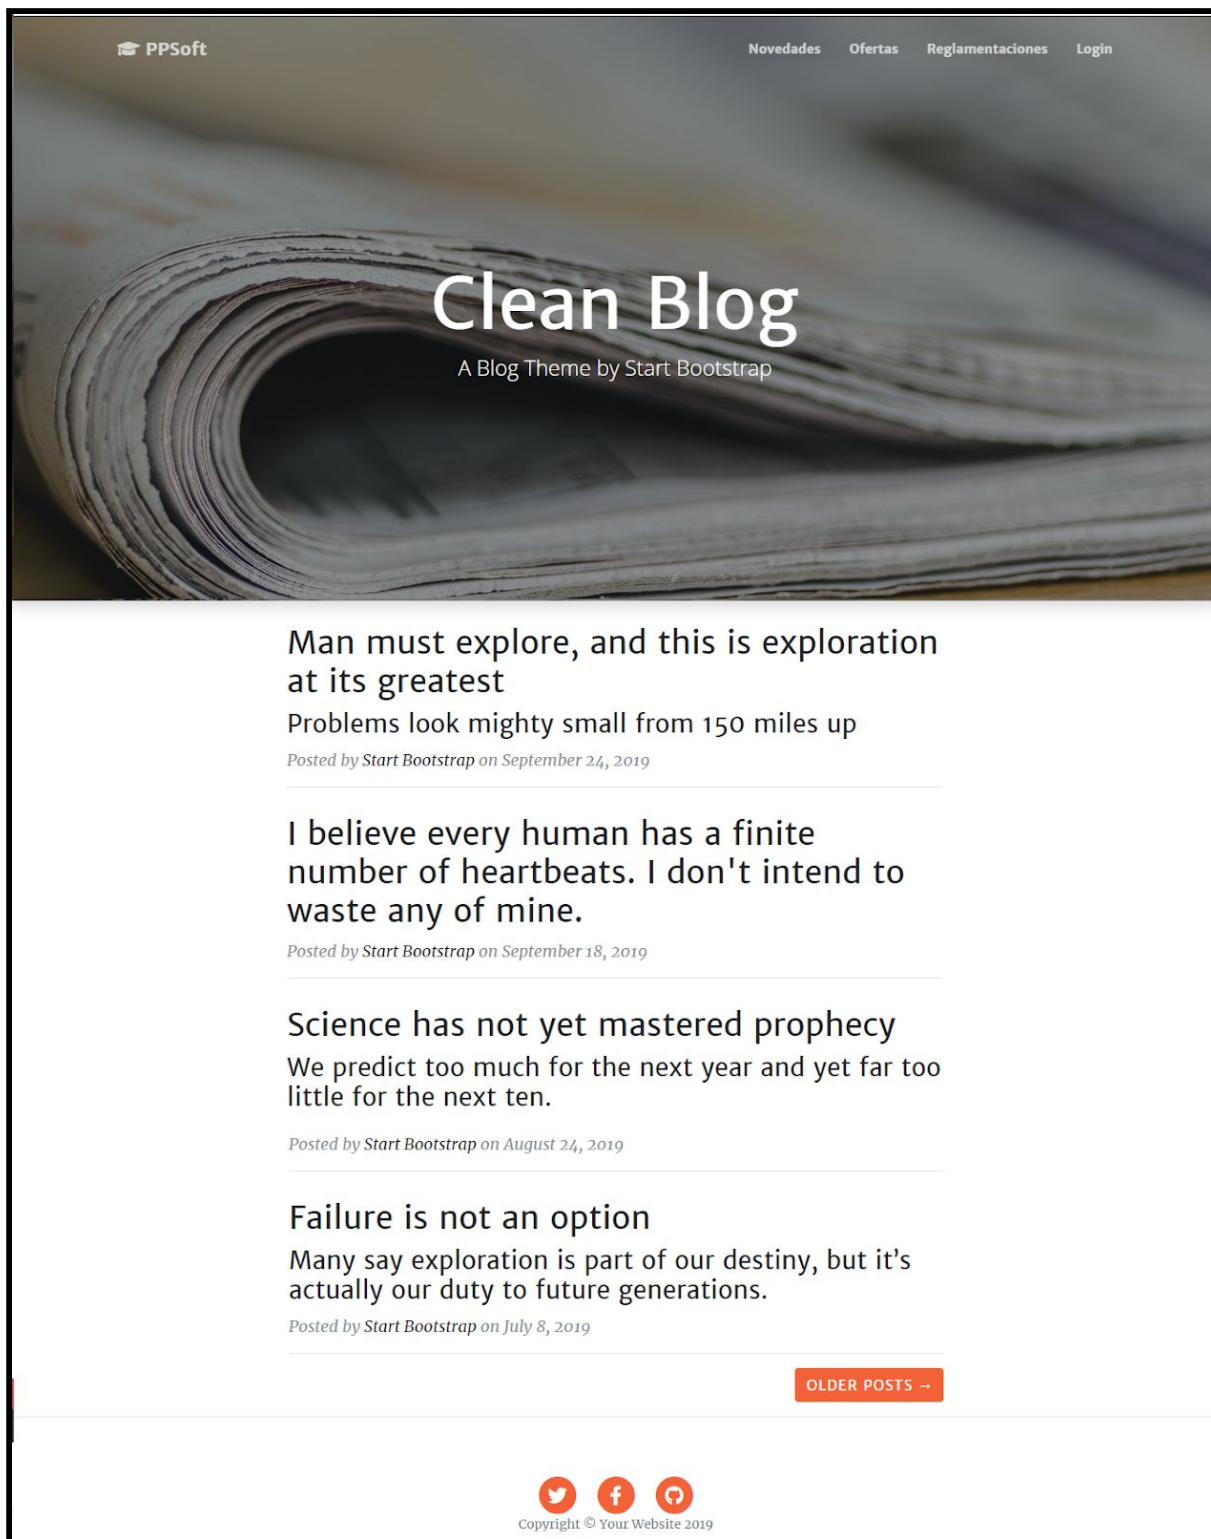 PPSoft
Novedades Ofertas Reglamentaciones Login
Clean Blog
A Blog Theme by Start Bootstrap
Man must explore, and this is exploration
at its greatest
Problems look mighty small from 150 miles up
Posted by Start Bootstrap on September 24, 2019
I believe every human has a finite
number of heartbeats. I don't intend to
waste any of mine.
Posted by Start Bootstrap on September 18, 2019
Science has not yet mastered prophecy
We predict too much for the next year and yet far too
little for the next ten.
Posted by Start Bootstrap on August 24, 2019
Failure is not an option
Many say exploration is part of our destiny, but it’s
actually our duty to future generations.
Posted by Start Bootstrap on July 8, 2019
OLDER POSTS →
Copyright © Your Website 2019